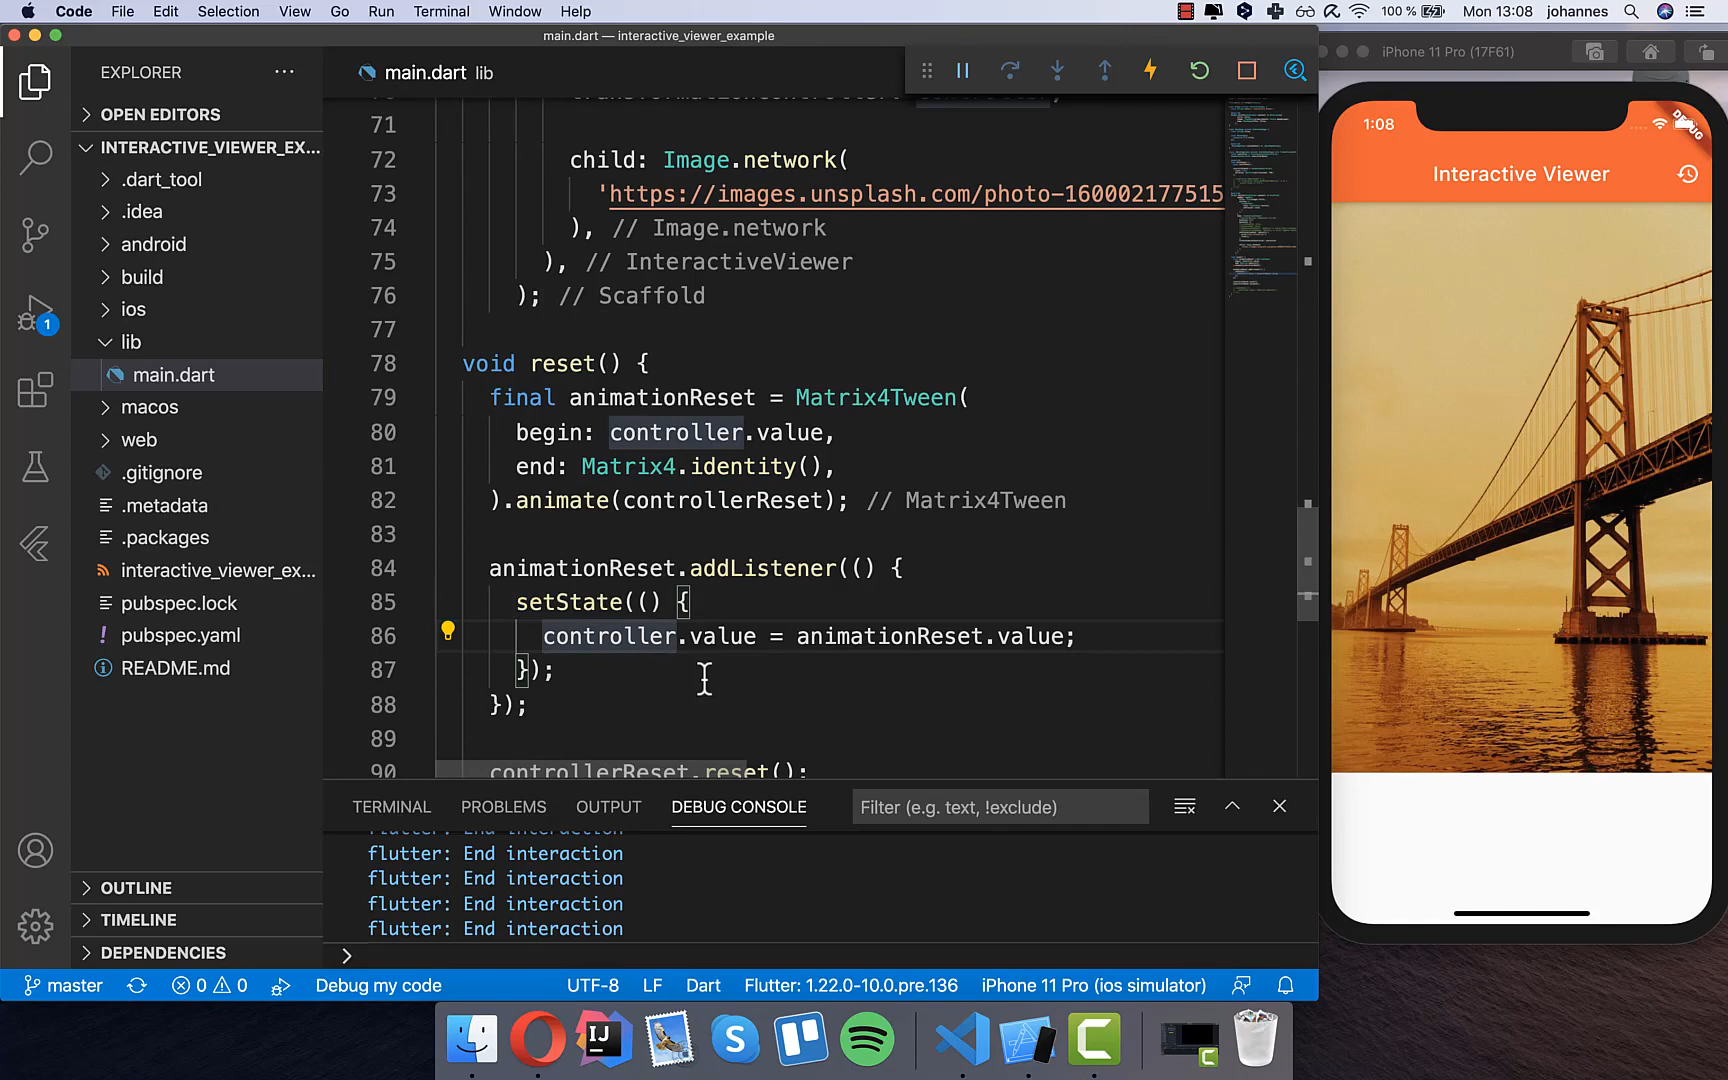 Code File Edit Selection View Go Run Terminal Window Help 100 % Mon 13:08 johannes
main.dart — interactive_viewer_example
iPhone 11 Pro (17F61)
EXPLORER
OPEN EDITORS
INTERACTIVE_VIEWER_EX...
.dart_tool
.idea
android
build
ios
lib
main.dart
macos
web
.gitignore
.metadata
.packages
interactive_viewer_ex...
pubspec.lock
pubspec.yaml
README.md
OUTLINE
TIMELINE
DEPENDENCIES
1
main.dart lib
71
72 child: Image.network(
73 'https://images.unsplash.com/photo-160002177515
74 ), // Image.network
75 ), // InteractiveViewer
76 ); // Scaffold
77
78 void reset() {
79 final animationReset = Matrix4Tween(
80 begin: controller.value,
81 end: Matrix4.identity(),
82 ).animate(controllerReset); // Matrix4Tween
83
84 animationReset.addListener(() {
85 setState(() {
86 controller.value = animationReset.value;
87 });
88 });
89
90 controllerReset.reset();
TERMINAL PROBLEMS OUTPUT DEBUG CONSOLE Filter (e.g. text, !exclude)
flutter: End interaction
flutter: End interaction
flutter: End interaction
flutter: End interaction
flutter: End interaction
master 0 0 Debug my code UTF-8 LF Dart Flutter: 1.22.0-10.0.pre.136 iPhone 11 Pro (ios simulator)
1:08
DEBUG
Interactive Viewer
IJ